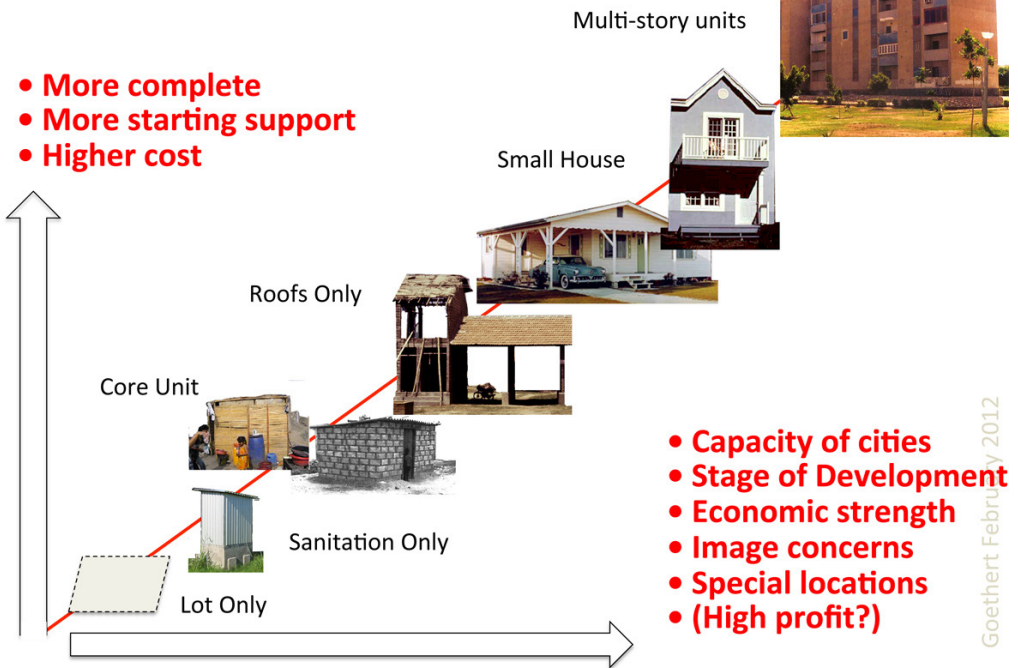 Multi-story units
• More complete
• More starting support
• Higher cost
Small House
Roofs Only
Core Unit
Sanitation Only
Lot Only
• Capacity of cities
• Stage of Development
• Economic strength
• Image concerns
• Special locations
• (High profit?)
Goethert February 2012